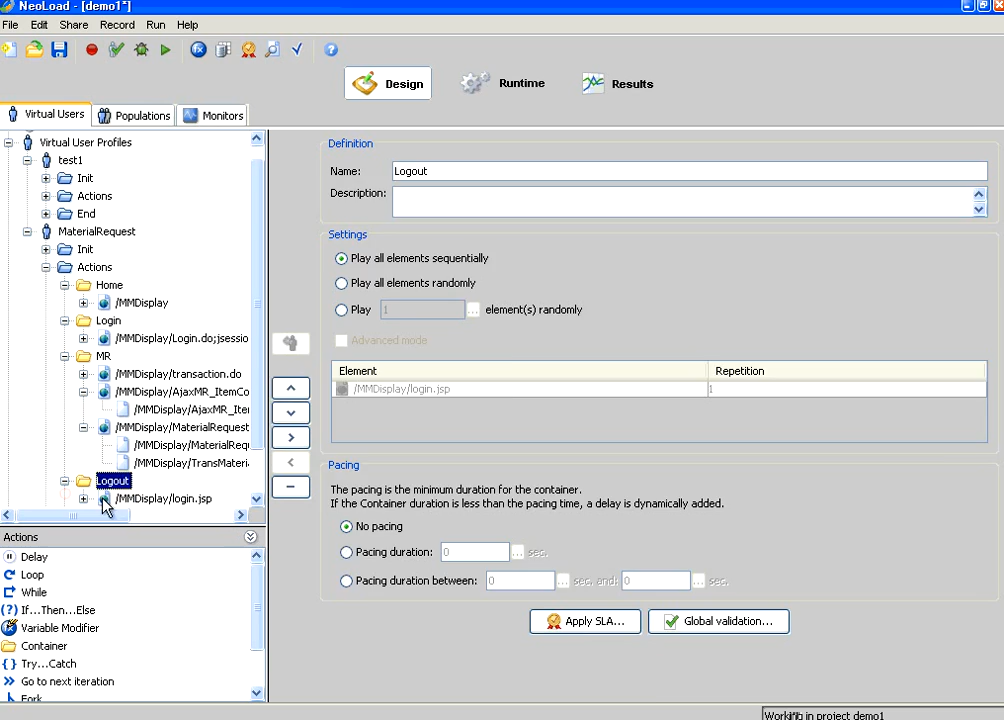 NeoLoad - [demo1*]
File Edit Share Record Run Help
Design Runtime Results
Virtual Users Populations Monitors
Virtual User Profiles
test1
Init
Actions
End
MaterialRequest
Init
Actions
Home
/MMDisplay
Login
/MMDisplay/Login.do;jsessio
MR
/MMDisplay/transaction.do
/MMDisplay/AjaxMR_ItemCo
/MMDisplay/AjaxMR_Ite
/MMDisplay/MaterialRequest
/MMDisplay/MaterialReq
/MMDisplay/TransMateri
Logout
/MMDisplay/login.jsp
Actions
Delay
Loop
While
If...Then...Else
Variable Modifier
Container
Try...Catch
Go to next iteration
Fork
Definition
Name: Logout
Description:
Settings
Play all elements sequentially
Play all elements randomly
Play 1 ... element(s) randomly
Advanced mode
Element Repetition
/MMDisplay/login.jsp 1
Pacing
The pacing is the minimum duration for the container.
If the Container duration is less than the pacing time, a delay is dynamically added.
No pacing
Pacing duration: 0 ... sec.
Pacing duration between: 0 ... sec, and: 0 ... sec.
Apply SLA... Global validation...
Working in project demo1